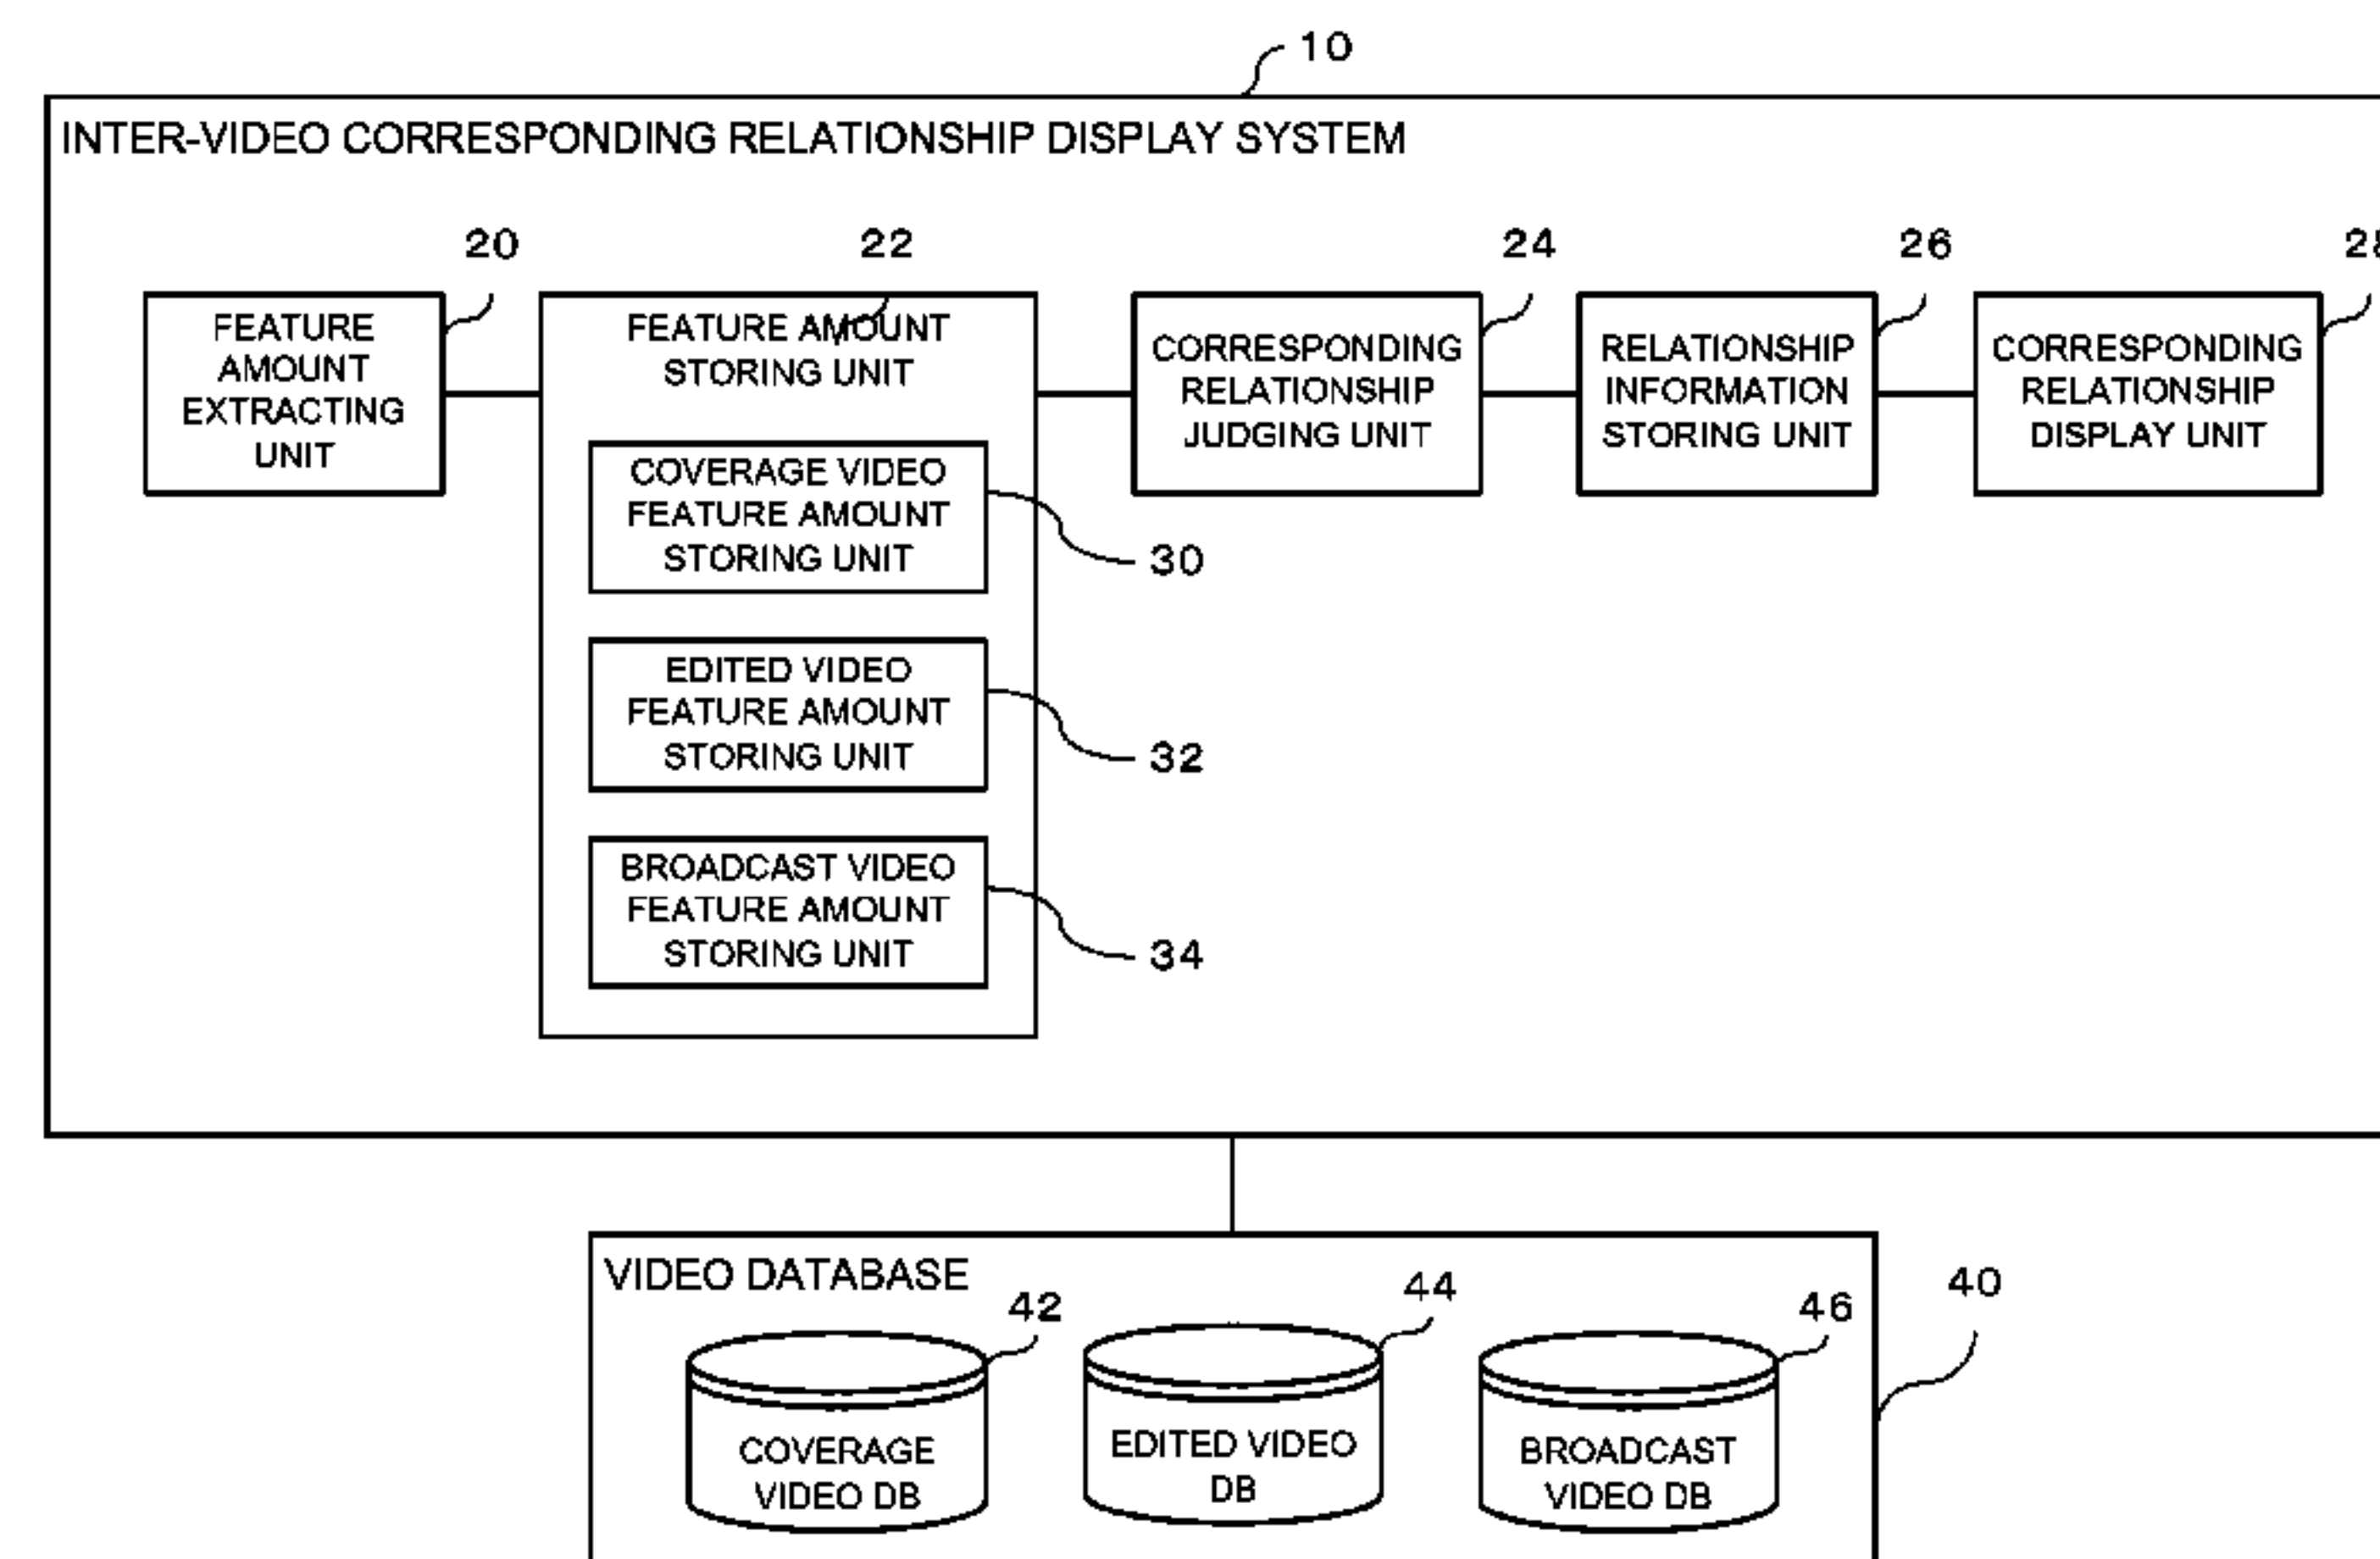 10
INTER-VIDEO CORRESPONDING RELATIONSHIP DISPLAY SYSTEM
20
22
24
26
28
FEATURE
AMOUNT
EXTRACTING
UNIT
FEATURE AMOUNT
STORING UNIT
CORRESPONDING
RELATIONSHIP
JUDGING UNIT
RELATIONSHIP
INFORMATION
STORING UNIT
CORRESPONDING
RELATIONSHIP
DISPLAY UNIT
COVERAGE VIDEO
FEATURE AMOUNT
STORING UNIT
30
EDITED VIDEO
FEATURE AMOUNT
STORING UNIT
32
BROADCAST VIDEO
FEATURE AMOUNT
STORING UNIT
34
VIDEO DATABASE
40
42
44
46
COVERAGE
VIDEO DB
EDITED VIDEO
DB
BROADCAST
VIDEO DB